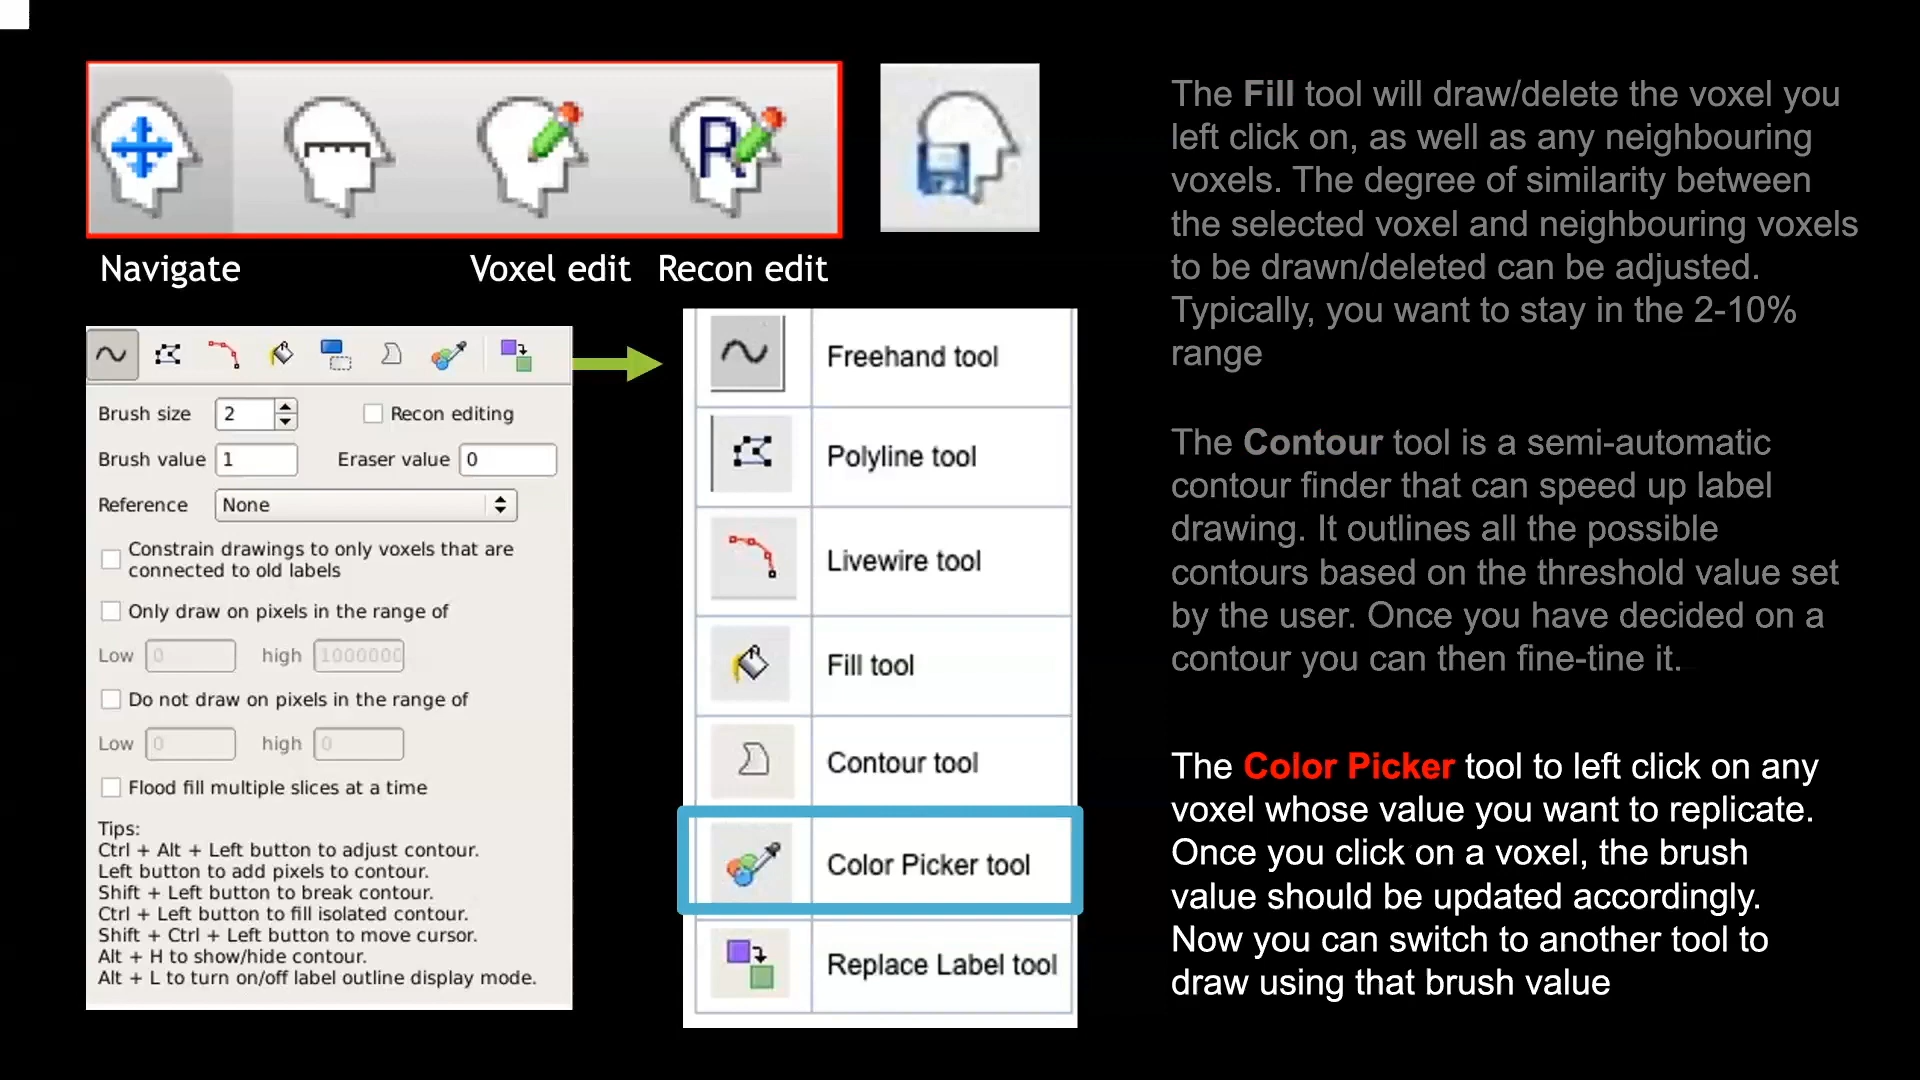 Navigate
Voxel edit
Recon edit
R
Brush size 2 Recon editing
Brush value 1 Eraser value 0
Reference None
Constrain drawings to only voxels that are
connected to old labels
Only draw on pixels in the range of
Low 0 high 1000000
Do not draw on pixels in the range of
Low 0 high 0
Flood fill multiple slices at a time
Tips:
Ctrl + Alt + Left button to adjust contour.
Left button to add pixels to contour.
Shift + Left button to break contour.
Ctrl + Left button to fill isolated contour.
Shift + Ctrl + Left button to move cursor.
Alt + H to show/hide contour.
Alt + L to turn on/off label outline display mode.
Freehand tool
Polyline tool
Livewire tool
Fill tool
Contour tool
Color Picker tool
Replace Label tool
The Fill tool will draw/delete the voxel you
left click on, as well as any neighbouring
voxels. The degree of similarity between
the selected voxel and neighbouring voxels
to be drawn/deleted can be adjusted.
Typically, you want to stay in the 2-10%
range
The Contour tool is a semi-automatic
contour finder that can speed up label
drawing. It outlines all the possible
contours based on the threshold value set
by the user. Once you have decided on a
contour you can then fine-tine it.
The Color Picker tool to left click on any
voxel whose value you want to replicate.
Once you click on a voxel, the brush
value should be updated accordingly.
Now you can switch to another tool to
draw using that brush value